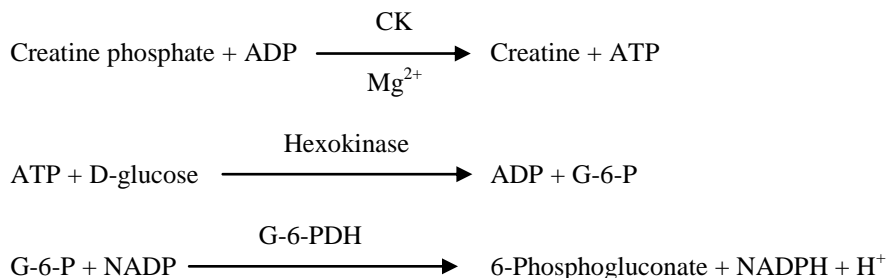 CK
Creatine phosphate + ADP Creatine + ATP
Mg²⁺
Hexokinase
ATP + D-glucose ADP + G-6-P
G-6-PDH
G-6-P + NADP 6-Phosphogluconate + NADPH + H⁺